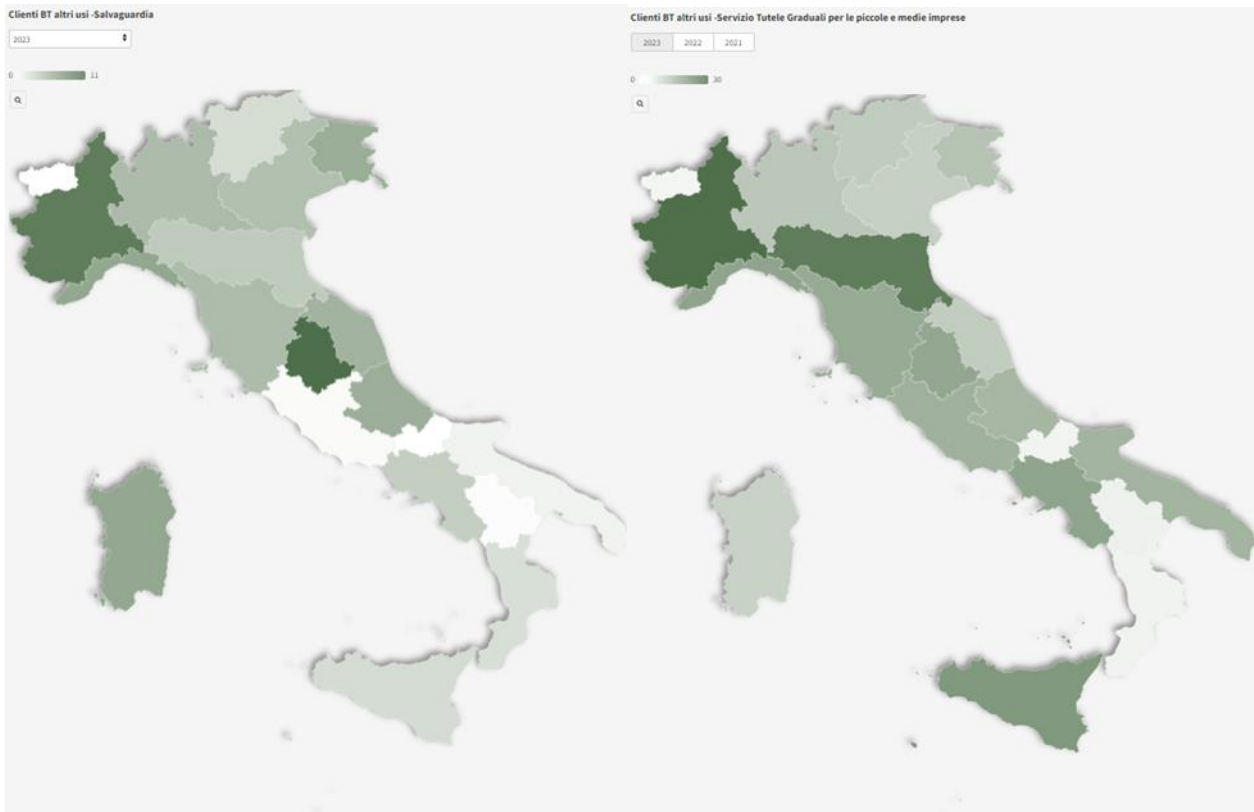 Clienti BT altri usi -Salvaguardia
2023
0 11
Clienti BT altri usi -Servizio Tutele Graduali per le piccole e medie imprese
2023 2022 2021
0 30